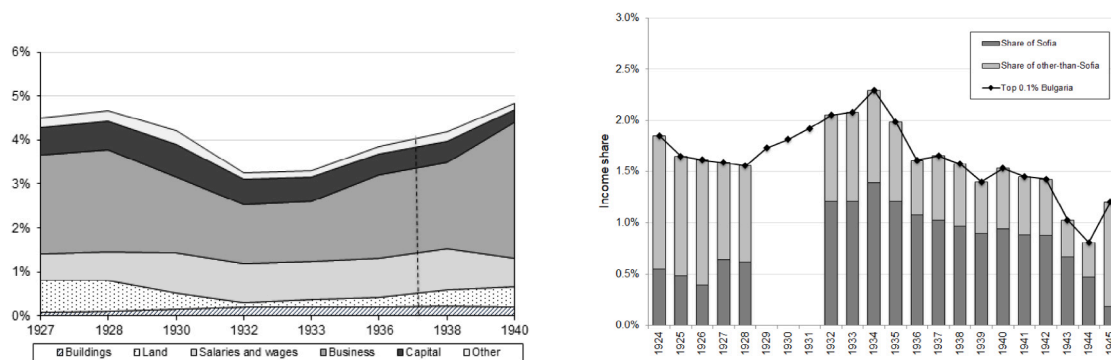 6%
5%
4%
3%
2%
1%
0%
1927 1928 1930 1932 1933 1936 1938 1940
Buildings Land Salaries and wages Business Capital Other
3.0%
2.5%
2.0%
1.5%
1.0%
0.5%
0.0%
Income share
Share of Sofia
Share of other-than-Sofia
Top 0.1% Bulgaria
1924 1925 1926 1927 1928 1929 1930 1931 1932 1933 1934 1935 1936 1937 1938 1939 1940 1941 1942 1943 1944 1945